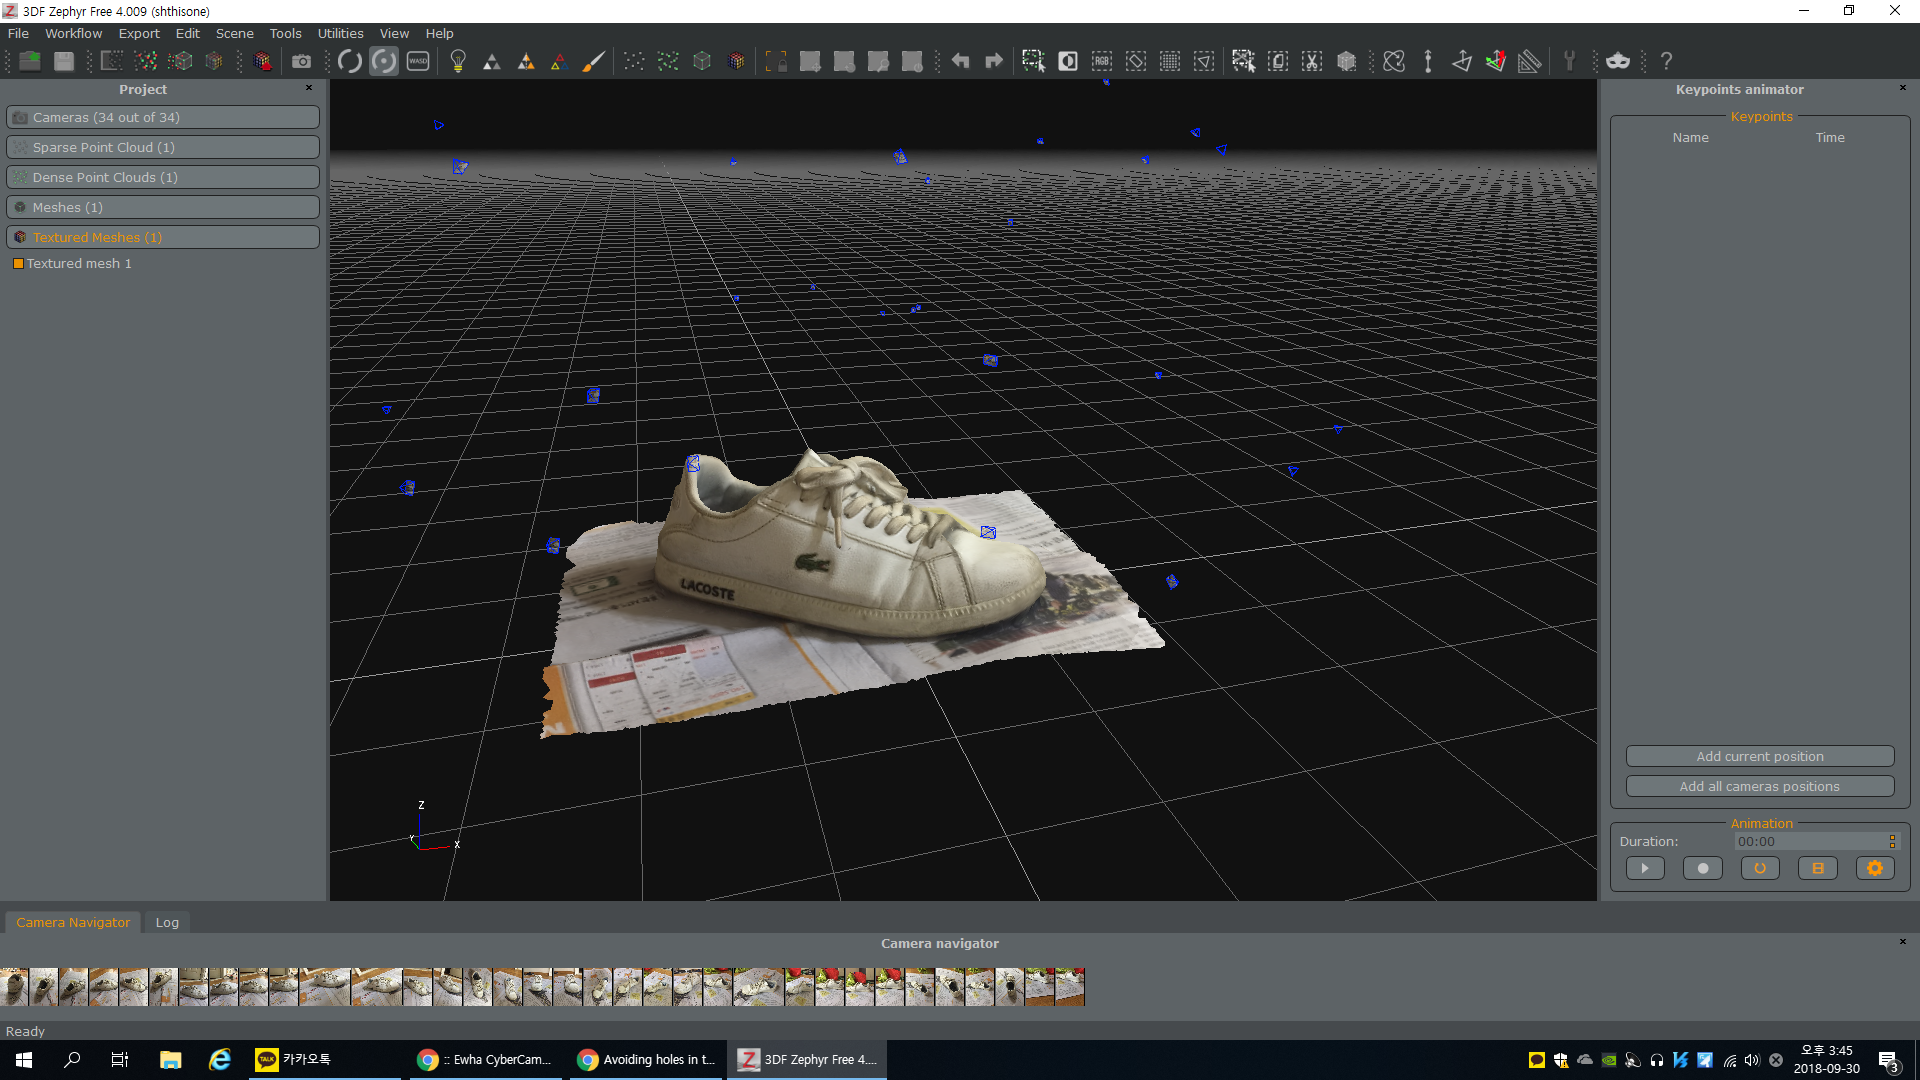 3DF Zephyr Free 4.009 (shthisone)
File Workflow Export Edit Scene Tools Utilities View Help
WASD
RGB
?
Project
Cameras (34 out of 34)
Sparse Point Cloud (1)
Dense Point Clouds (1)
Meshes (1)
Textured Meshes (1)
Textured mesh 1
LACOSTE
Z
Y
X
Keypoints animator
Keypoints
Name Time
Add current position
Add all cameras positions
Animation
Duration: 00:00
Camera Navigator Log
Camera navigator
Ready
TALK
카카오톡
:: Ewha CyberCam...
Avoiding holes in t...
3DF Zephyr Free 4....
오후 3:45
2018-09-30
3